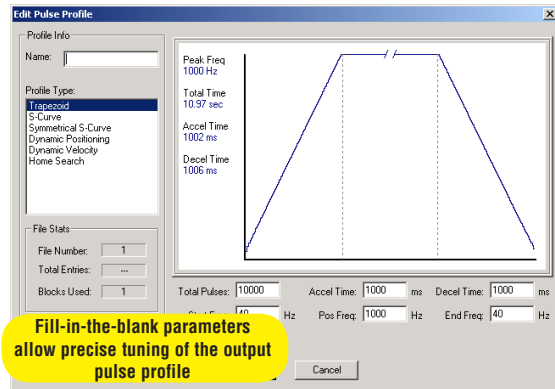 Edit Pulse Profile
Profile Info
Name:
Profile Type:
Trapezoid
S-Curve
Symmetrical S-Curve
Dynamic Positioning
Dynamic Velocity
Home Search
File Stats
File Number: 1
Total Entries: ---
Blocks Used: 1
Peak Freq
1000 Hz
Total Time
10.97 sec
Accel Time
1002 ms
Decel Time
1006 ms
Total Pulses: 10000 Accel Time: 1000 ms Decel Time: 1000 ms
Start Freq: 40 Hz Pos Freq: 1000 Hz End Freq: 40 Hz
Fill-in-the-blank parameters
allow precise tuning of the output
pulse profile
Cancel